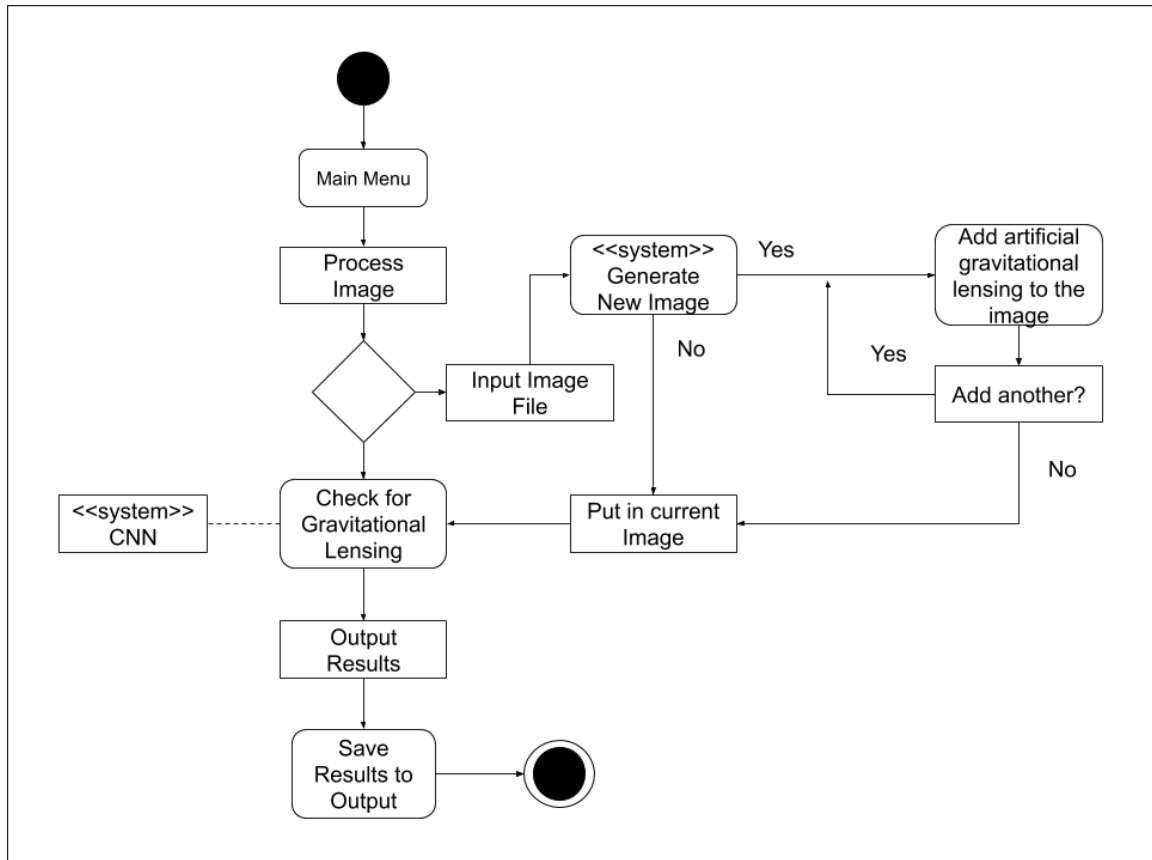 Main Menu
Process
Image
<<system>>
Generate
New Image
Yes
Add artificial
gravitational
lensing to the
image
No
Yes
Input Image
File
Add another?
No
<<system>>
CNN
Check for
Gravitational
Lensing
Put in current
Image
Output
Results
Save
Results to
Output